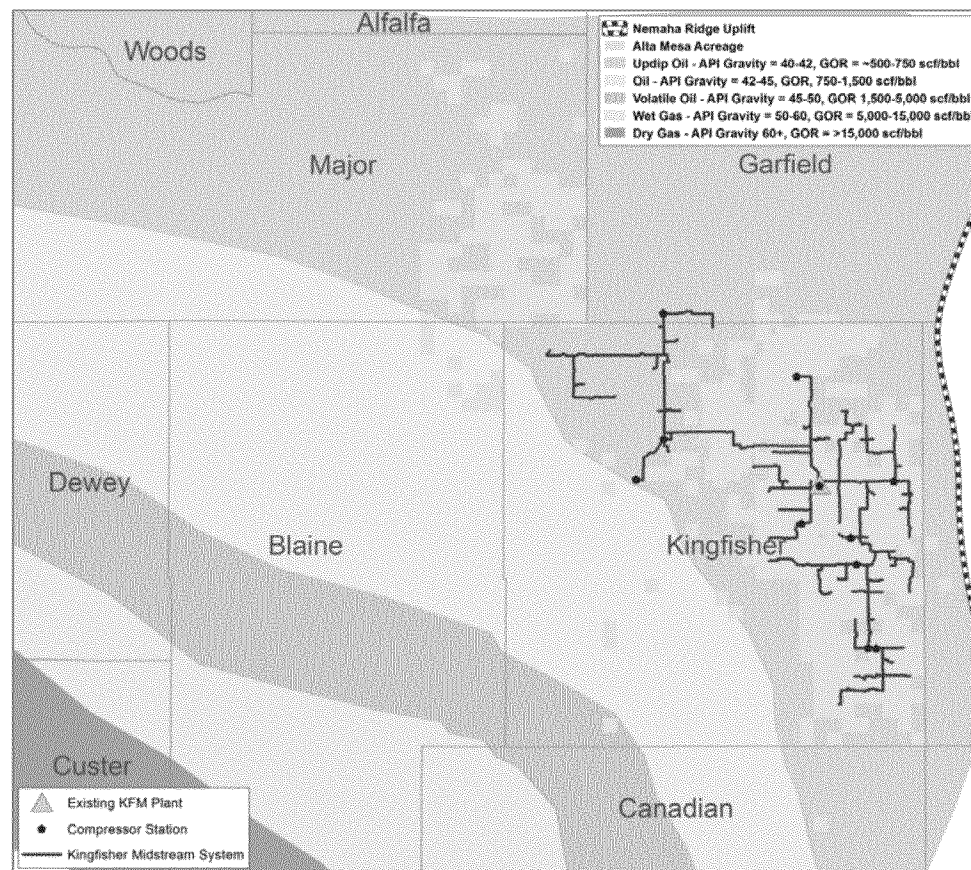 Alfalfa
Woods
Nemaha Ridge Uplift
Alta Mesa Acreage
Updip Oil - API Gravity = 40-42, GOR = ~500-750 scf/bbl
Oil - API Gravity = 42-45, GOR, 750-1,500 scf/bbl
Volatile Oil - API Gravity = 45-50, GOR 1,500-5,000 scf/bbl
Wet Gas - API Gravity = 50-60, GOR = 5,000-15,000 scf/bbl
Dry Gas - API Gravity 60+, GOR = >15,000 scf/bbl
Major
Garfield
Dewey
Blaine
Kingfisher
Custer
Canadian
Existing KFM Plant
Compressor Station
Kingfisher Midstream System